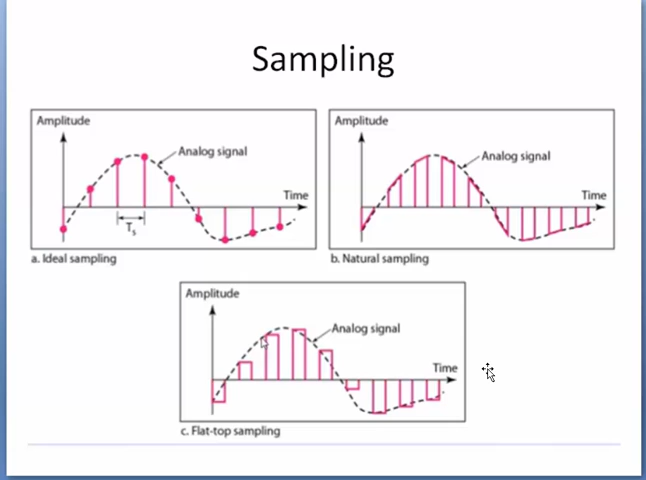 Sampling
Amplitude
Analog signal
Time
Ts
a. Ideal sampling
Amplitude
Analog signal
Time
b. Natural sampling
Amplitude
Analog signal
Time
c. Flat-top sampling